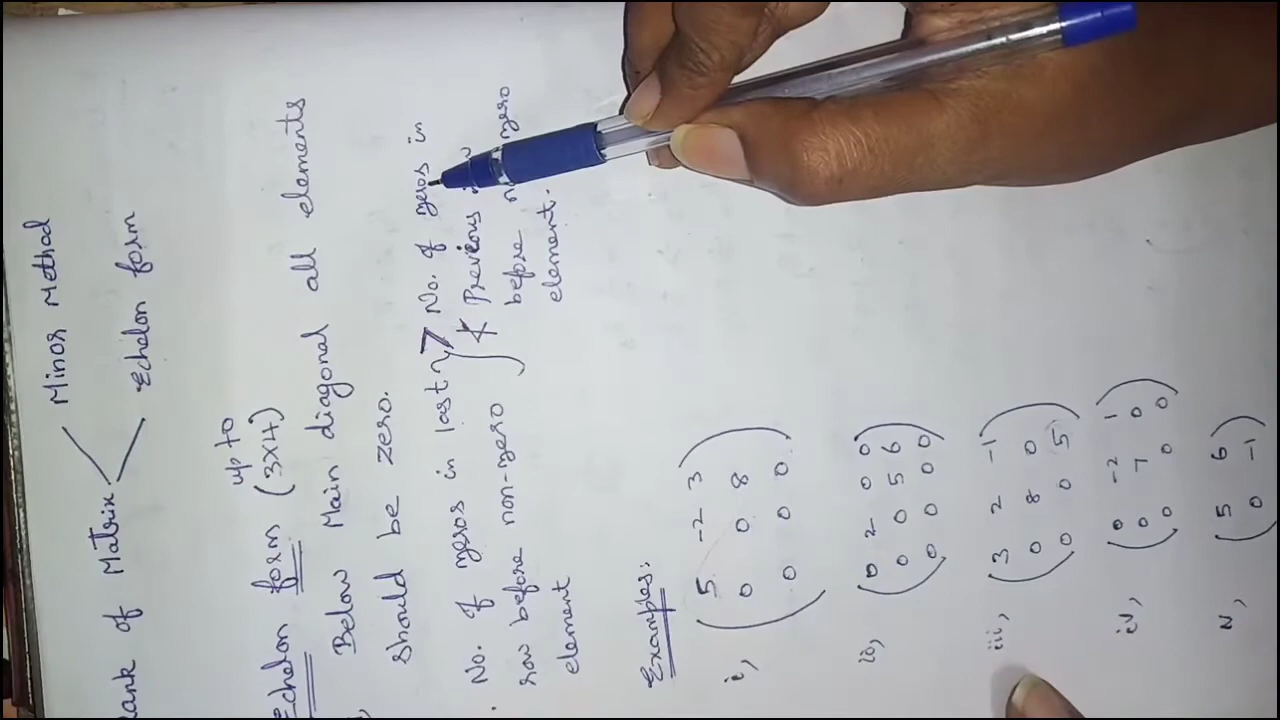 Rank of Matrix
Minor Method
Echelon form
Echelon form up to (3x4)
Below Main diagonal all elements
should be zero.
No. of zeros in last row before non-zero element
> No. of zeros in
≮ Previous row
before zero
element.
Examples:
i, (5 -2 3
0 0 8
0 0 0)
ii, (0 2 0 0
0 0 5 6
0 0 0 0)
iii, (3 2 -1
0 8 0
0 0 5)
iv, (0 -2 1
0 7 0
0 0 0)
v, (5 6
0 -1)